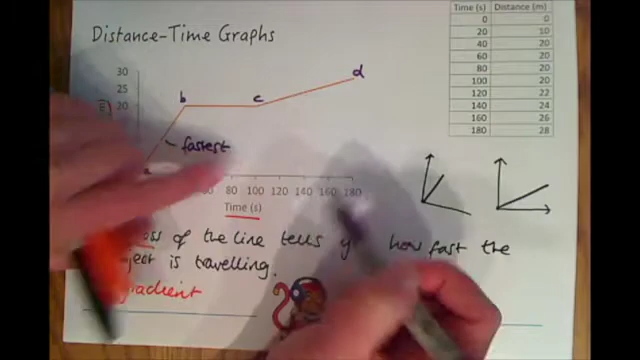 Distance-Time Graphs
Time (s) Distance (m)
0 0
20 10
40 20
60 20
80 20
100 20
120 22
140 24
160 26
180 28
30
25
20
b
c
d
a
fastest
80 100 120 140 160 180
Time (s)
of the line tells how fast the
is travelling.
gradient